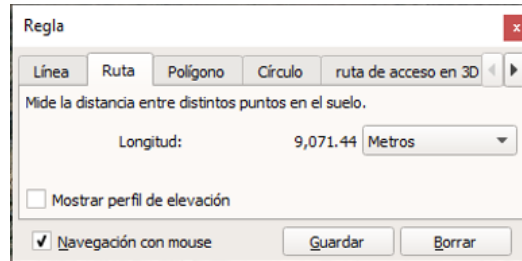 Regla x
Línea Ruta Polígono Círculo ruta de acceso en 3D
Mide la distancia entre distintos puntos en el suelo.
Longitud: 9,071.44 Metros
Mostrar perfil de elevación
Navegación con mouse Guardar Borrar